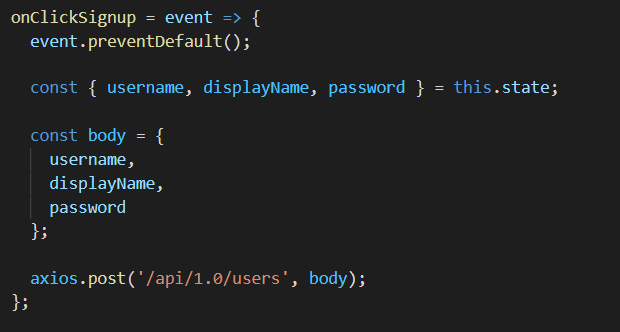 onClickSignup = event => {
  event.preventDefault();

  const { username, displayName, password } = this.state;

  const body = {
    username,
    displayName,
    password
  };

  axios.post('/api/1.0/users', body);
};